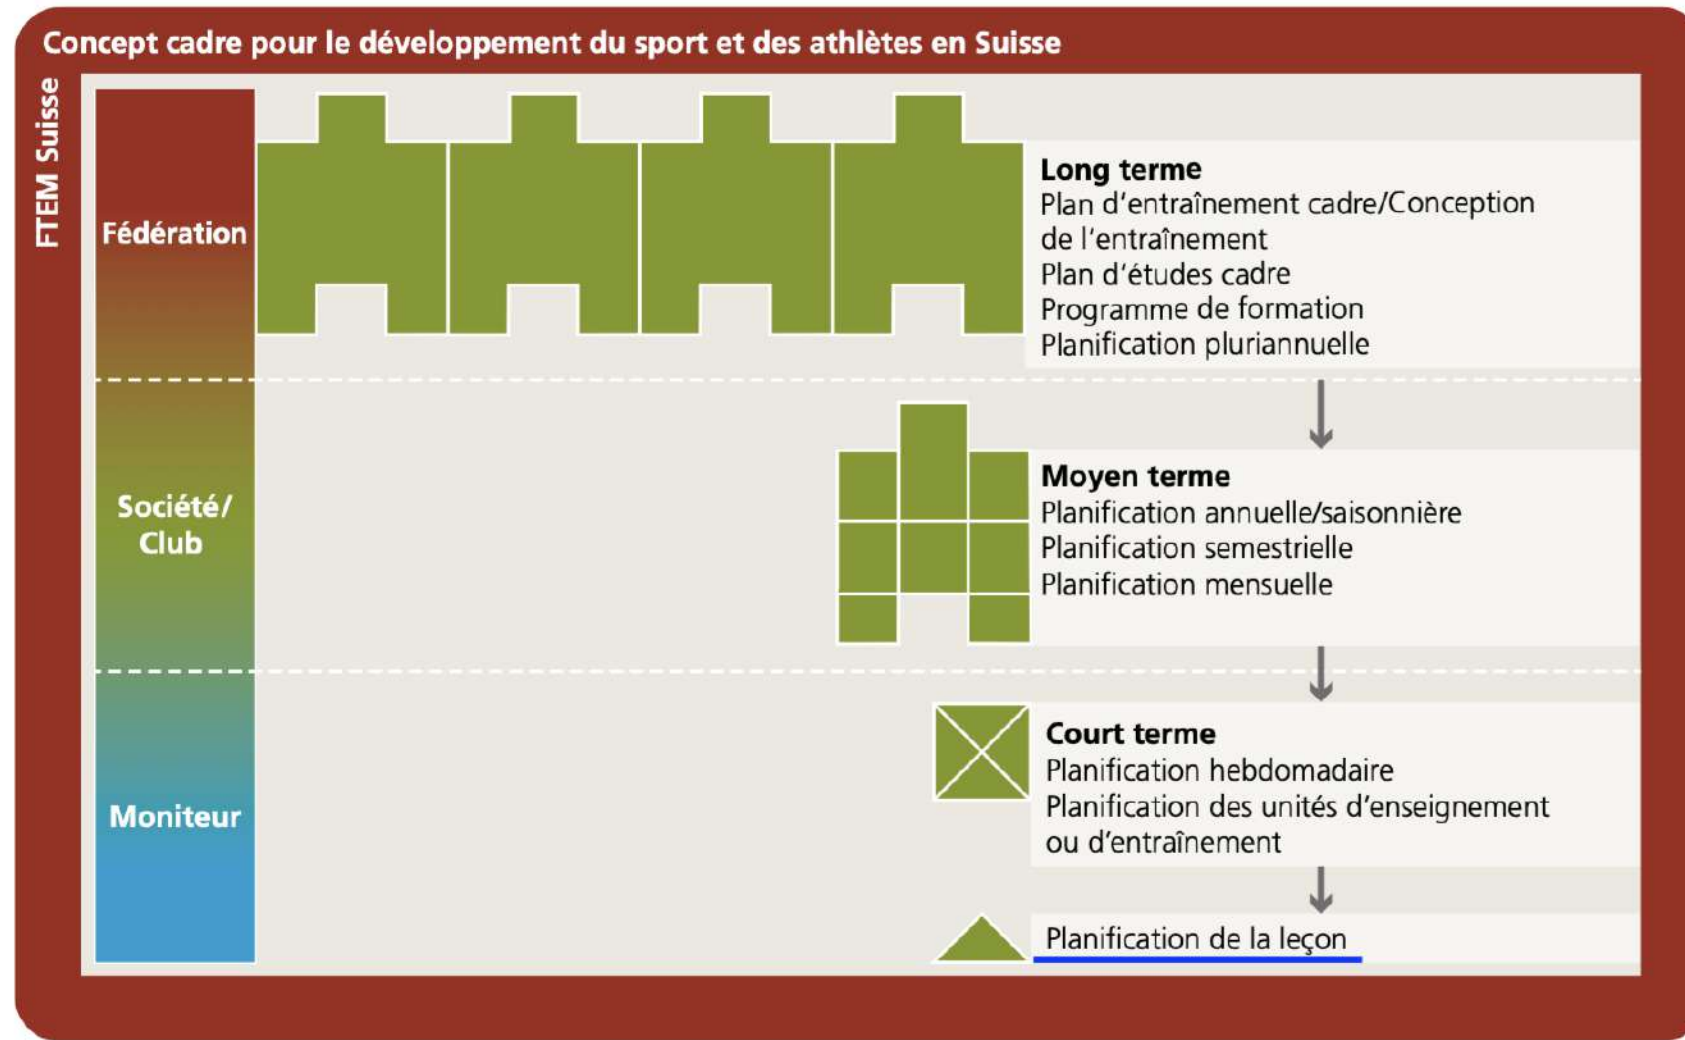 Concept cadre pour le développement du sport et des athlètes en Suisse
FTEM Suisse
Fédération
Long terme
Plan d'entraînement cadre/Conception
de l'entraînement
Plan d'études cadre
Programme de formation
Planification pluriannuelle
Société/
Club
Moyen terme
Planification annuelle/saisonnière
Planification semestrielle
Planification mensuelle
Moniteur
Court terme
Planification hebdomadaire
Planification des unités d'enseignement
ou d'entraînement
Planification de la leçon